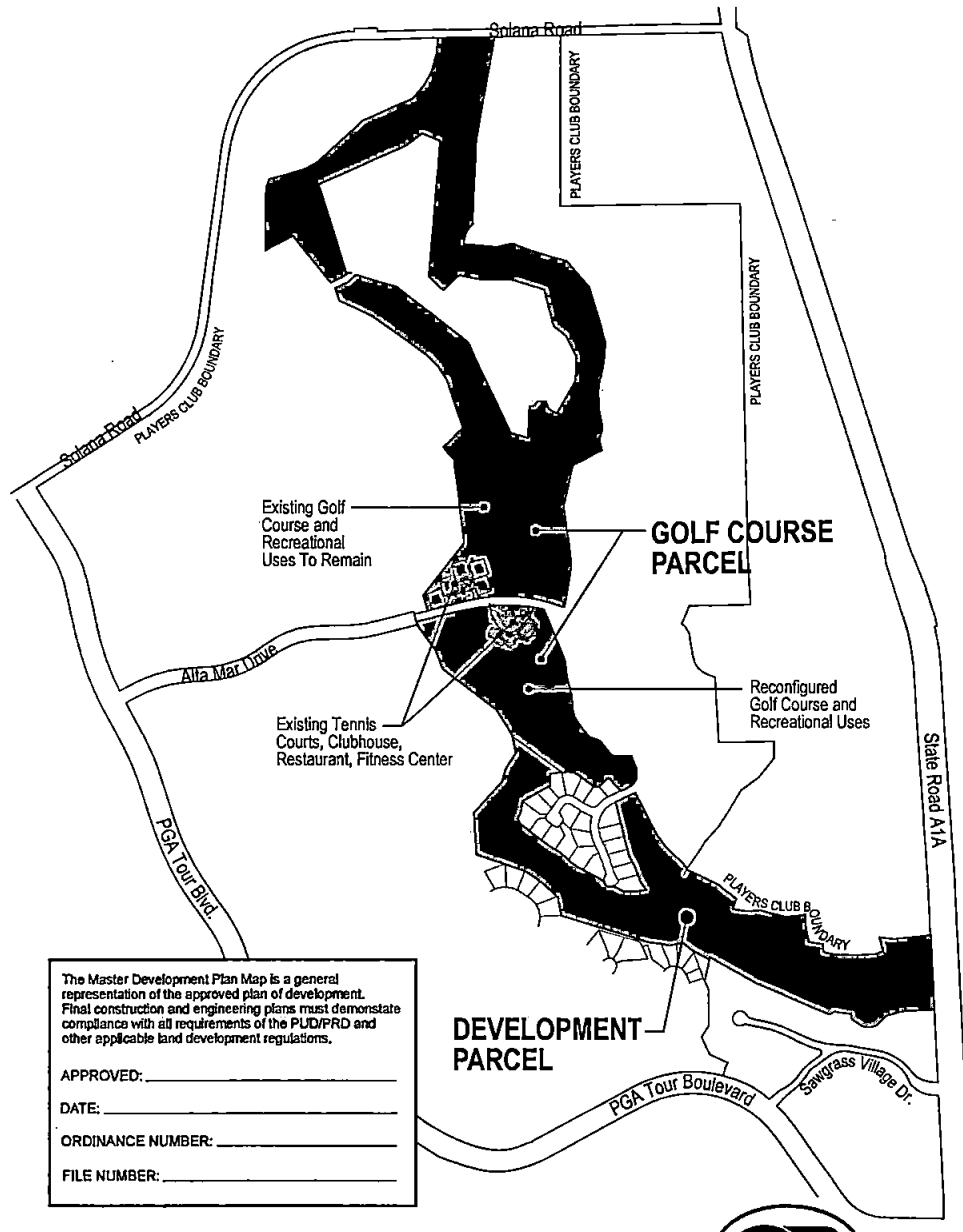 Solana Road
PLAYERS CLUB BOUNDARY
PLAYERS CLUB BOUNDARY
PLAYERS CLUB BOUNDARY
Solana Road
Existing Golf
Course and
Recreational
Uses To Remain
GOLF COURSE
PARCEL
Alta Mar Drive
Existing Tennis
Courts, Clubhouse,
Restaurant, Fitness Center
Reconfigured
Golf Course and
Recreational Uses
State Road A1A
PGA Tour Blvd.
PLAYERS CLUB BOUNDARY
DEVELOPMENT
PARCEL
Sawgrass Village Dr.
PGA Tour Boulevard
The Master Development Plan Map is a general
representation of the approved plan of development.
Final construction and engineering plans must demonstate
compliance with all requirements of the PUD/PRD and
other applicable land development regulations.
APPROVED:
DATE:
ORDINANCE NUMBER:
FILE NUMBER: